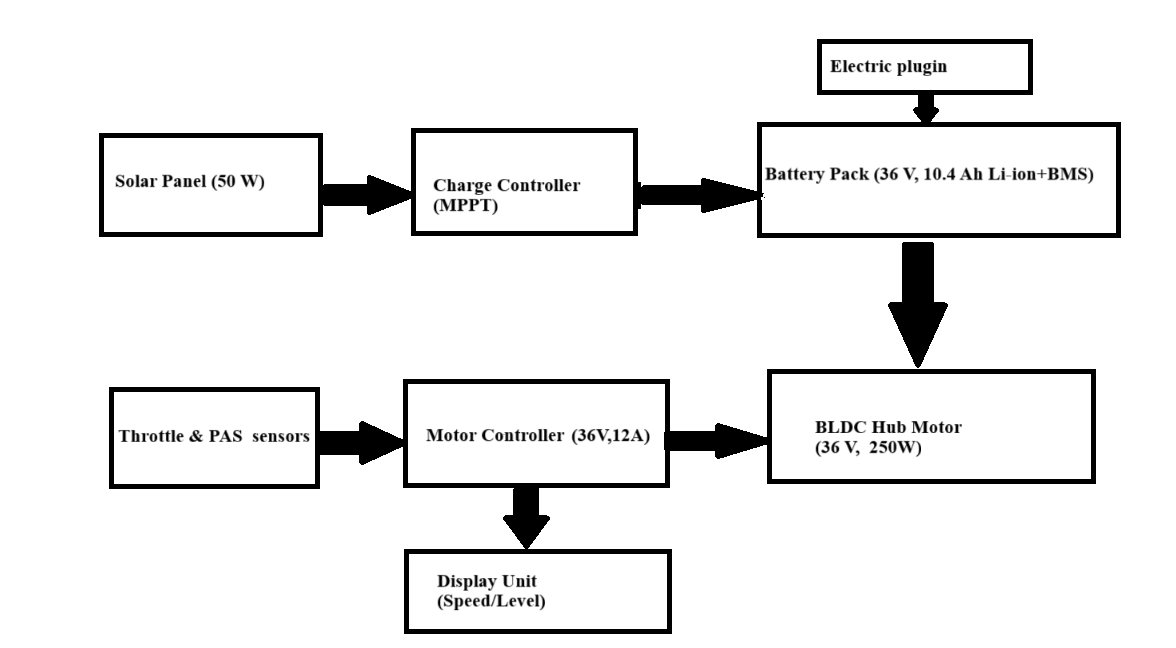 Electric plugin
Solar Panel (50 W)
Charge Controller
(MPPT)
Battery Pack (36 V, 10.4 Ah Li-ion+BMS)
Throttle & PAS  sensors
Motor Controller (36V,12A)
BLDC Hub Motor
(36 V,  250W)
Display Unit
(Speed/Level)